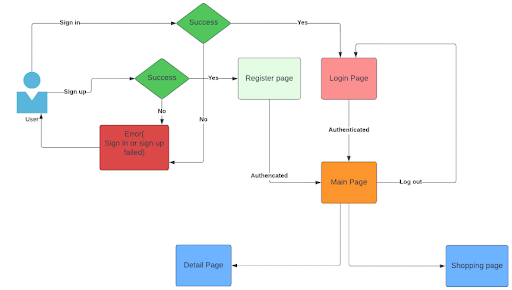 Sign in
Success
Yes
Success
Yes
Register page
Login Page
Sign up
User
No
No
Error(
Sign in or sign up
failed)
Authenticated
Authencated
Main Page
Log out
Detail Page
Shopping page